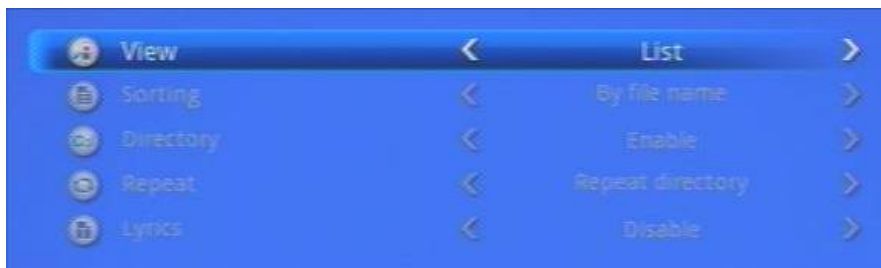 View List
Sorting By file name
Directory Enable
Repeat Repeat directory
Lyrics Disable